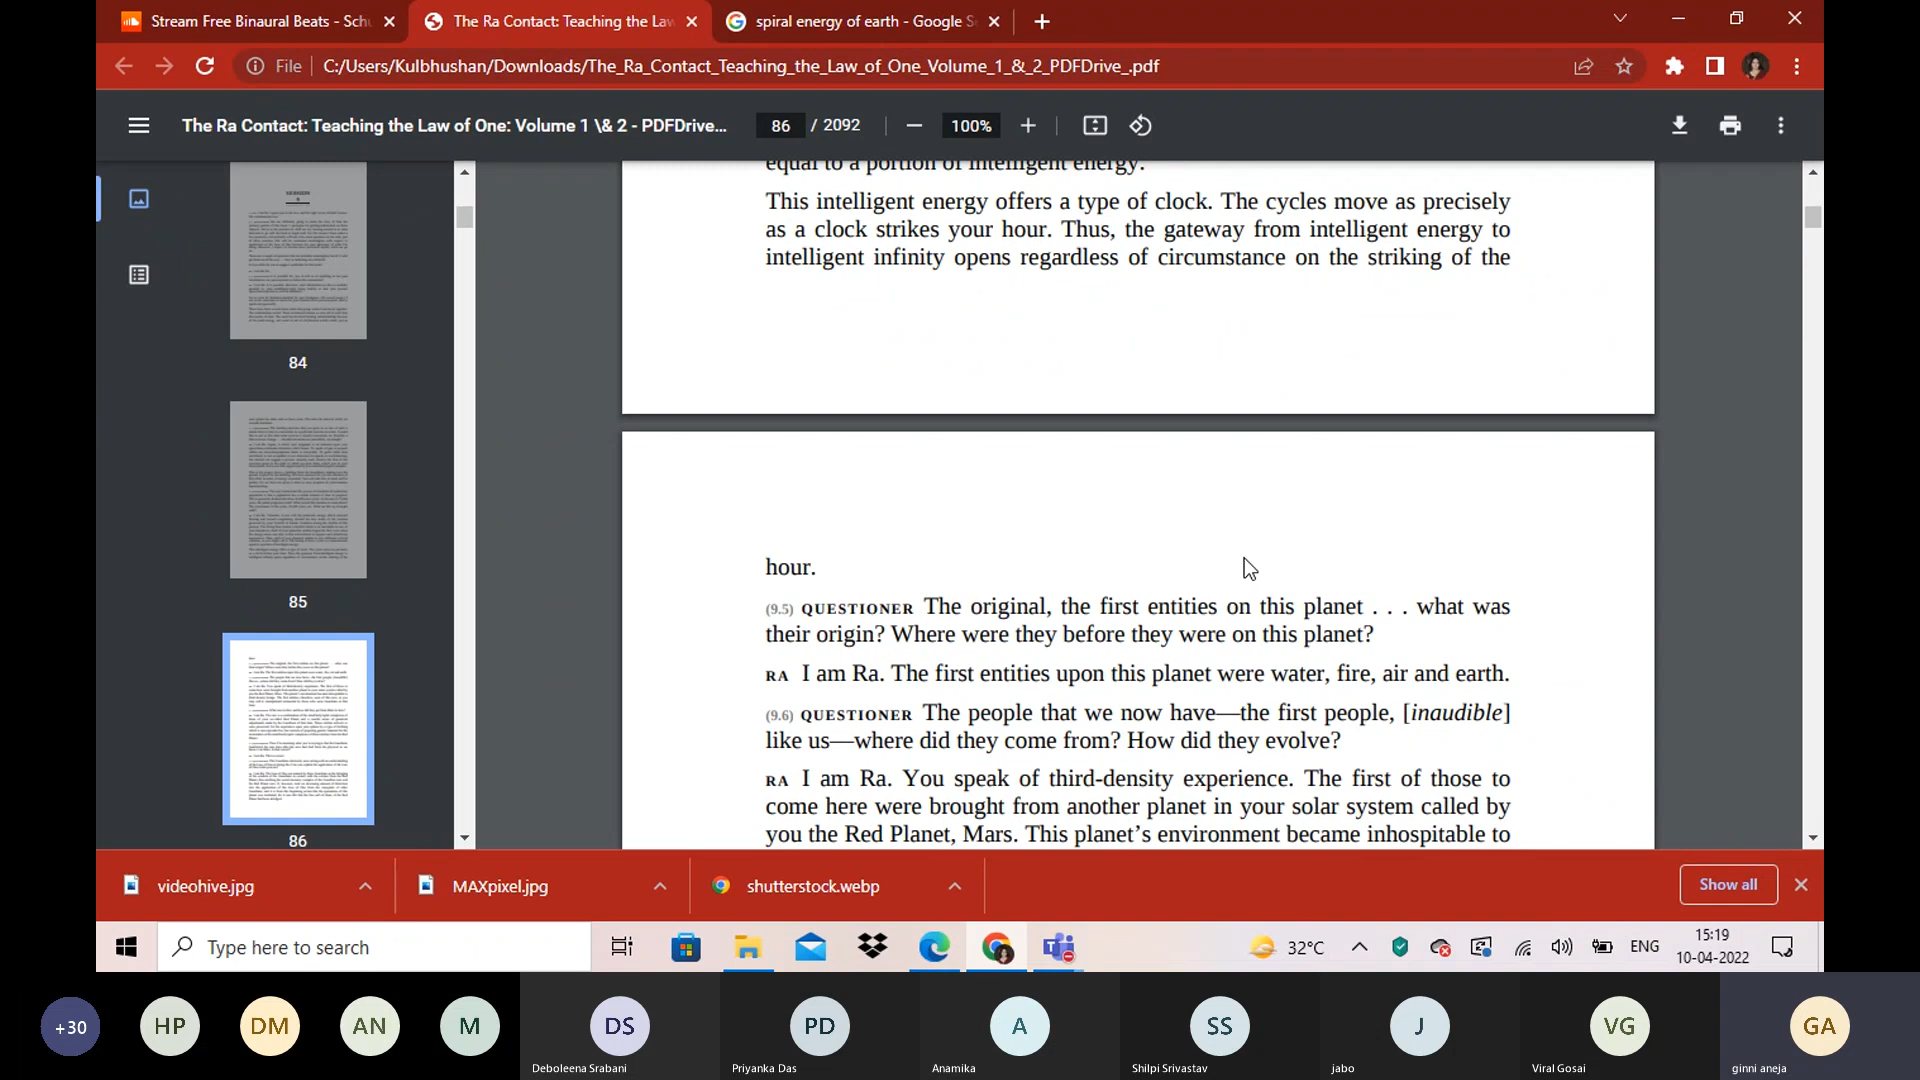 Stream Free Binaural Beats - Schu
The Ra Contact: Teaching the Law
spiral energy of earth - Google S
File
C:/Users/Kulbhushan/Downloads/The_Ra_Contact_Teaching_the_Law_of_One_Volume_1_&_2_PDFDrive_.pdf
The Ra Contact: Teaching the Law of One: Volume 1 \& 2 - PDFDrive...
86 / 2092
100%
84
85
86
equal to a portion of intelligent energy.
This intelligent energy offers a type of clock. The cycles move as precisely
as a clock strikes your hour. Thus, the gateway from intelligent energy to
intelligent infinity opens regardless of circumstance on the striking of the
hour.
(9.5) QUESTIONER The original, the first entities on this planet . . . what was
their origin? Where were they before they were on this planet?
RA I am Ra. The first entities upon this planet were water, fire, air and earth.
(9.6) QUESTIONER The people that we now have—the first people, [inaudible]
like us—where did they come from? How did they evolve?
RA I am Ra. You speak of third-density experience. The first of those to
come here were brought from another planet in your solar system called by
you the Red Planet, Mars. This planet’s environment became inhospitable to
videohive.jpg
MAXpixel.jpg
shutterstock.webp
Show all
Type here to search
32°C
ENG
15:19
10-04-2022
+30
HP
DM
AN
M
DS
PD
A
SS
J
VG
GA
Deboleena Srabani
Priyanka Das
Anamika
Shilpi Srivastav
jabo
Viral Gosai
ginni aneja